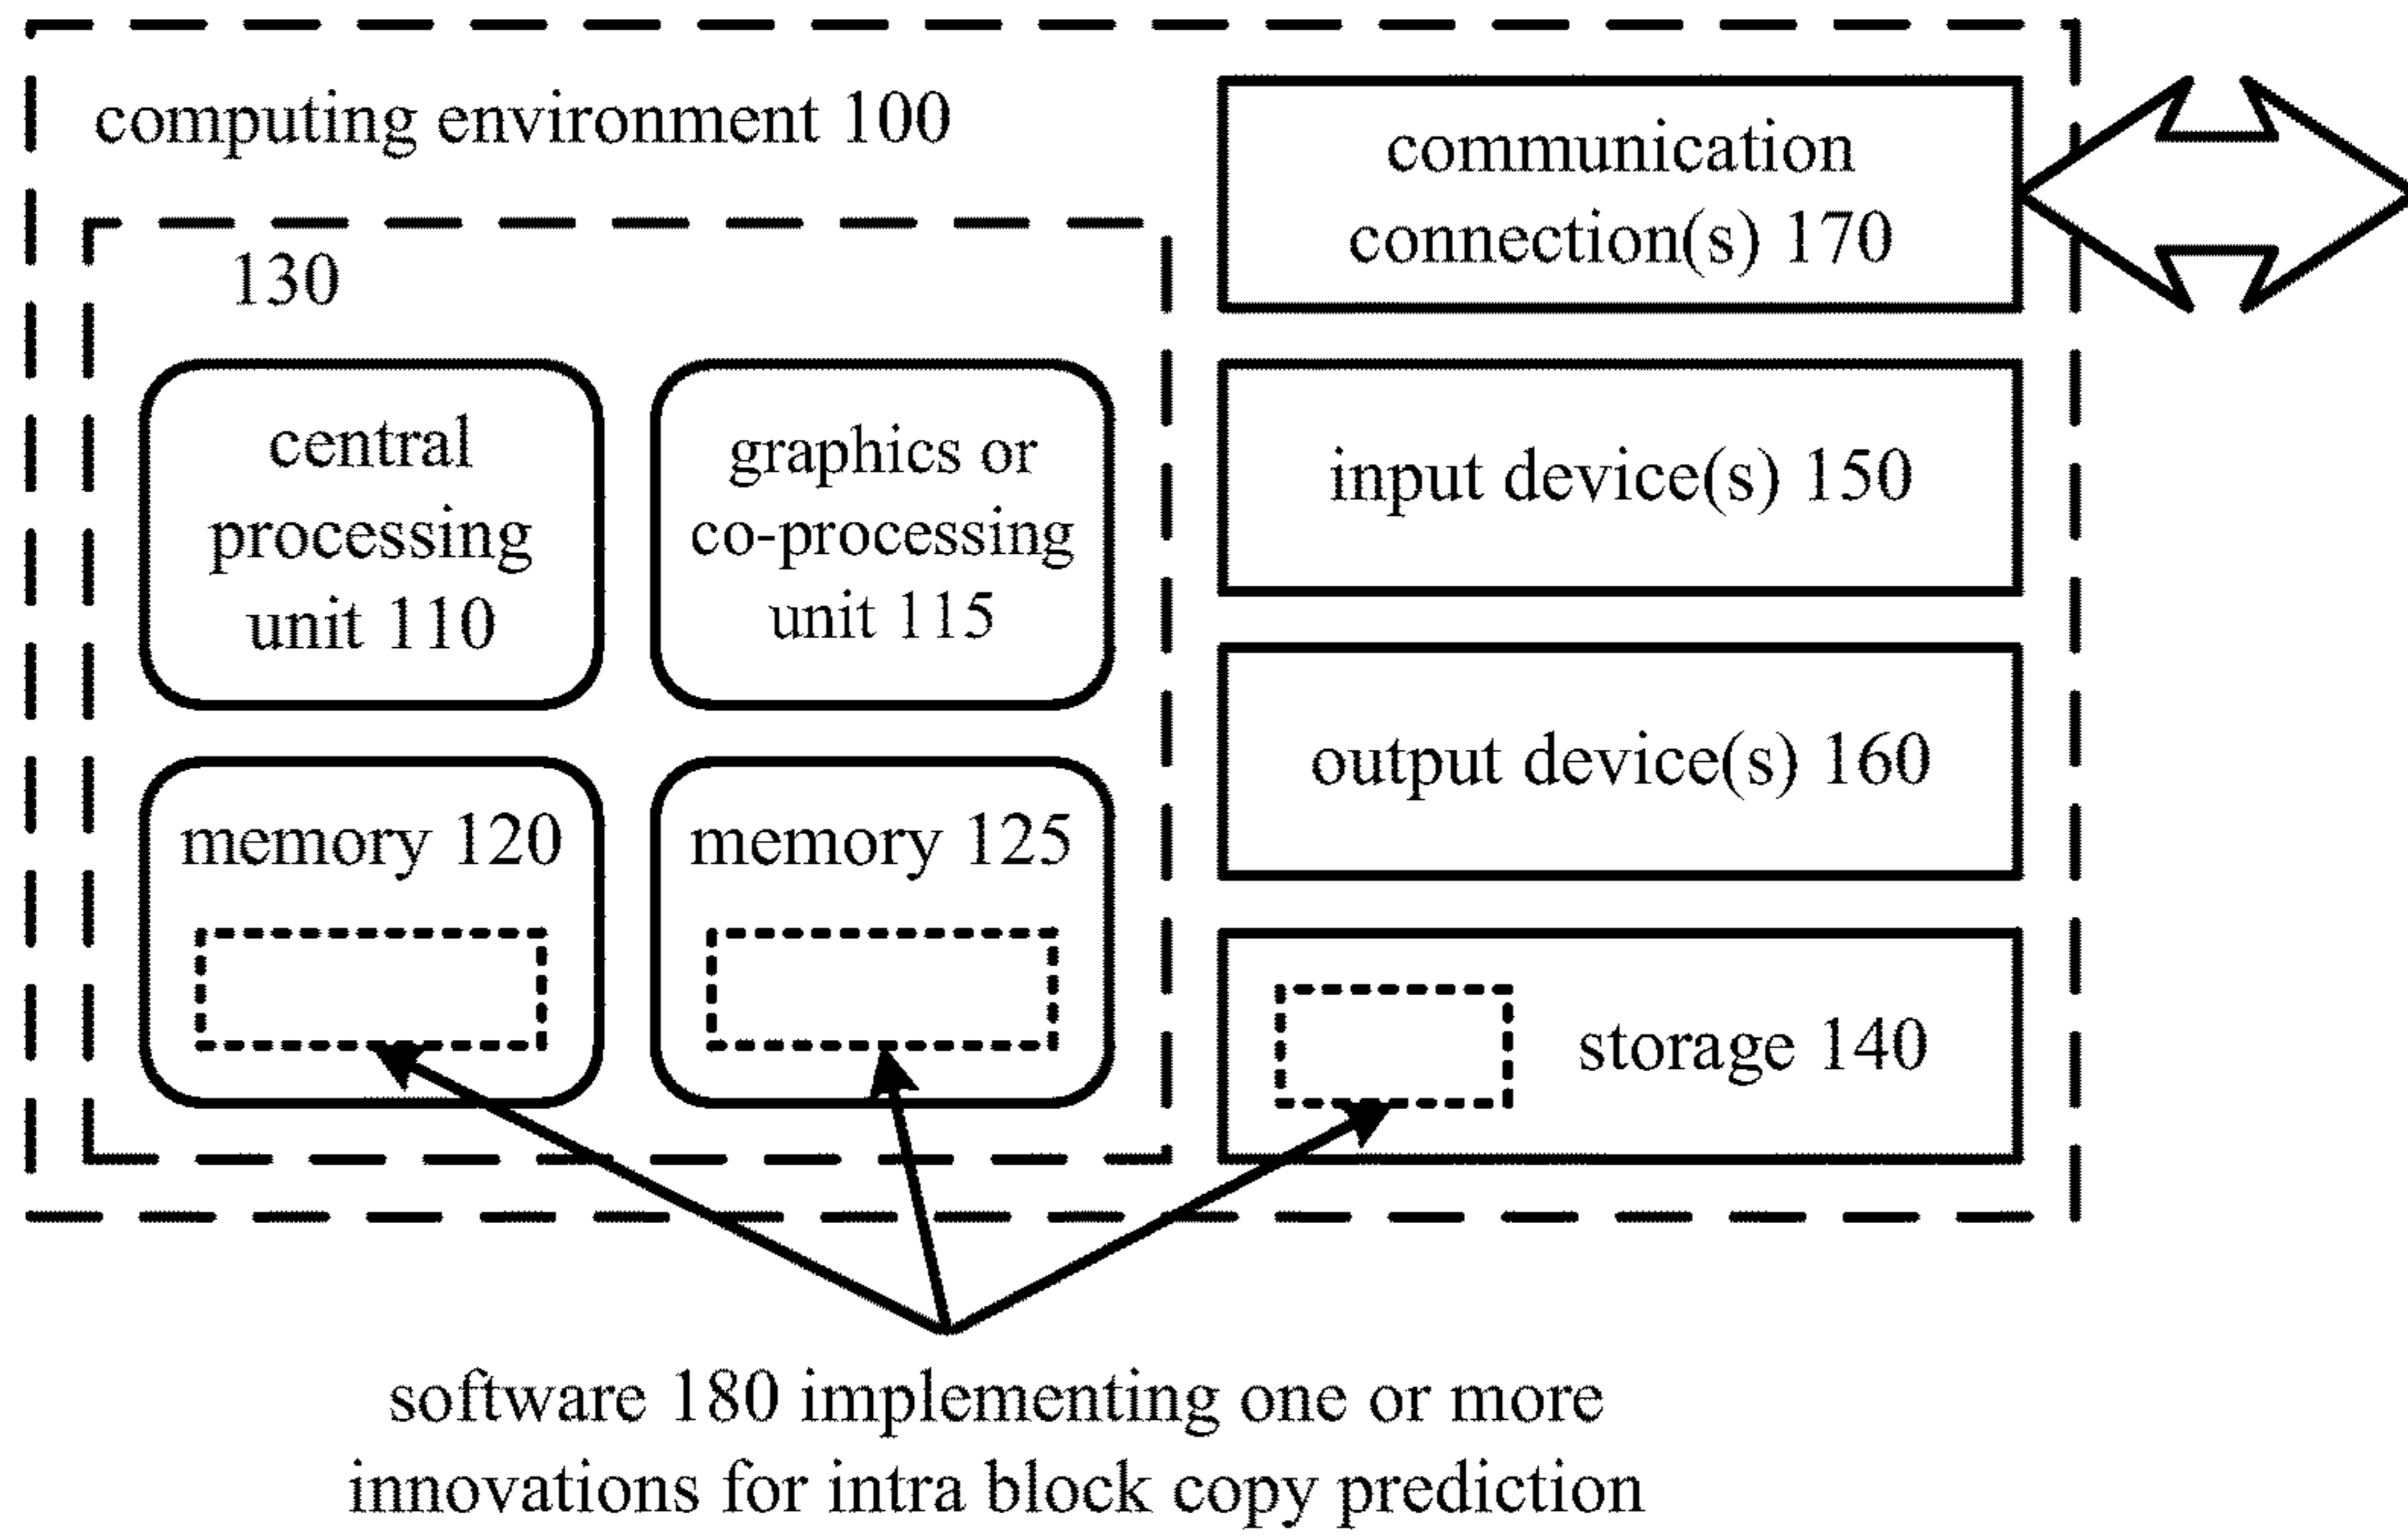 computing environment 100
communication
connection(s) 170
130
central
processing
unit 110
graphics or
co-processing
unit 115
input device(s) 150
output device(s) 160
memory 120
memory 125
storage 140
software 180 implementing one or more
innovations for intra block copy prediction